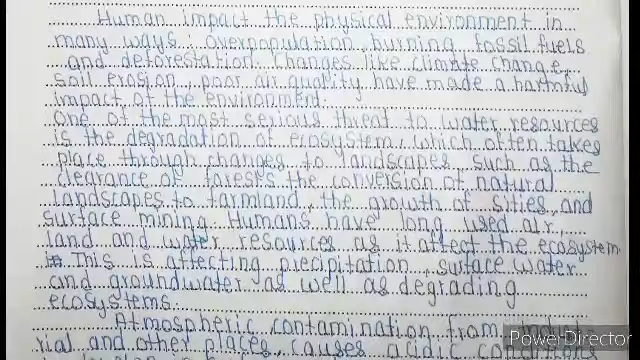 Human impact the physical environment in
many ways: overpopulation, burning fossil fuels
and deforestation. Changes like climate change,
soil erosion, poor air quality have made a harmful
impact of the environment.
One of the most serious threat to water resources
is the degradation of ecosystem, which often takes
place through changes to landscapes such as the
clearance of forests the conversion of natural
landscapes to farmland, the growth of sities, and
surface mining. Humans have long used air,
land and water resources as it affect the ecosystem
This is affecting precipitation, surface water
and groundwater as well as degrading
ecosystems.
Atmospheric contamination from
rial and other places, causes acidic
PowerDirector